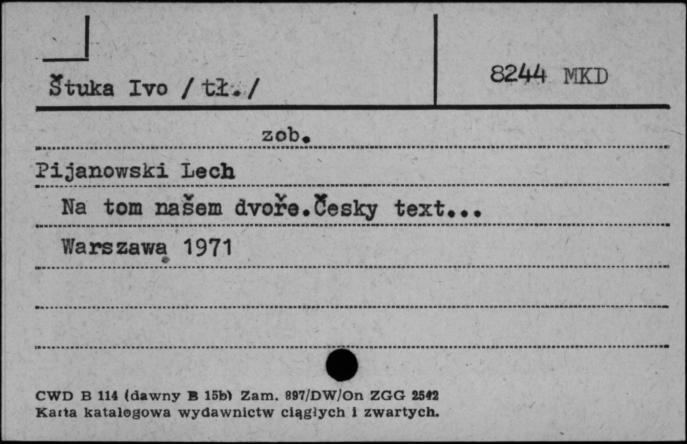 Štuka Ivo /tł./
8244 MKD
zob.
Pijanowski Lech
Na tom našem dvoře.Česky text...
Warszawa 1971
CWD B 114 (dawny B 15b) Zam. 897/DW/On ZGG 2542
Karta katalogowa wydawnictw ciągłych i zwartych.